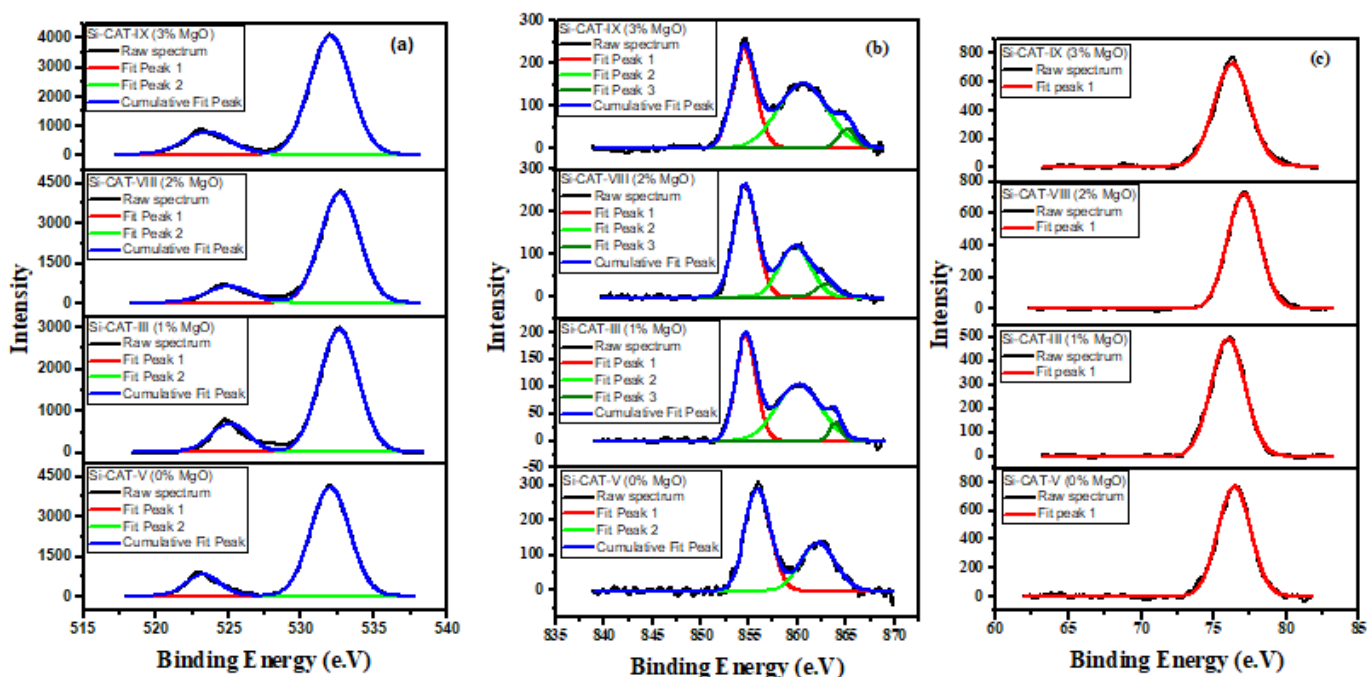 (a)
Intensity
Si-CAT-IX (3% MgO)
Raw spectrum
Fit Peak 1
Fit Peak 2
Cumulative Fit Peak
4000
3000
2000
1000
0
Si-CAT-VIII (2% MgO)
Raw spectrum
Fit Peak 1
Fit Peak 2
Cumulative Fit Peak
4500
3000
1500
0
Si-CAT-III (1% MgO)
Raw spectrum
Fit Peak 1
Fit Peak 2
Cumulative Fit Peak
3000
2000
1000
0
Si-CAT-V (0% MgO)
Raw spectrum
Fit Peak 1
Fit Peak 2
Cumulative Fit Peak
4500
3000
1500
0
515 520 525 530 535 540
Binding Energy (e.V)
(b)
Intensity
Si-CAT-IX (3% MgO)
Raw spectrum
Fit Peak 1
Fit Peak 2
Fit Peak 3
Cumulative Fit Peak
300
200
100
0
Si-CAT-VIII (2% MgO)
Raw spectrum
Fit Peak 1
Fit Peak 2
Fit Peak 3
Cumulative Fit Peak
300
200
100
0
Si-CAT-III (1% MgO)
Raw spectrum
Fit Peak 1
Fit Peak 2
Fit Peak 3
Cumulative Fit Peak
200
150
100
50
0
-50
Si-CAT-V (0% MgO)
Raw spectrum
Fit Peak 1
Fit Peak 2
Cumulative Fit Peak
300
200
100
0
835 840 845 850 855 860 865 870
Binding Energy (e.V)
(c)
Intensity
Si-CAT-IX (3% MgO)
Raw spectrum
Fit peak 1
800
600
400
200
0
Si-CAT-VIII (2% MgO)
Raw spectrum
Fit peak 1
800
600
400
200
0
Si-CAT-III (1% MgO)
Raw spectrum
Fit peak 1
500
400
300
200
100
0
Si-CAT-V (0% MgO)
Raw spectrum
Fit peak 1
800
600
400
200
0
60 65 70 75 80 85
Binding Energy (e.V)